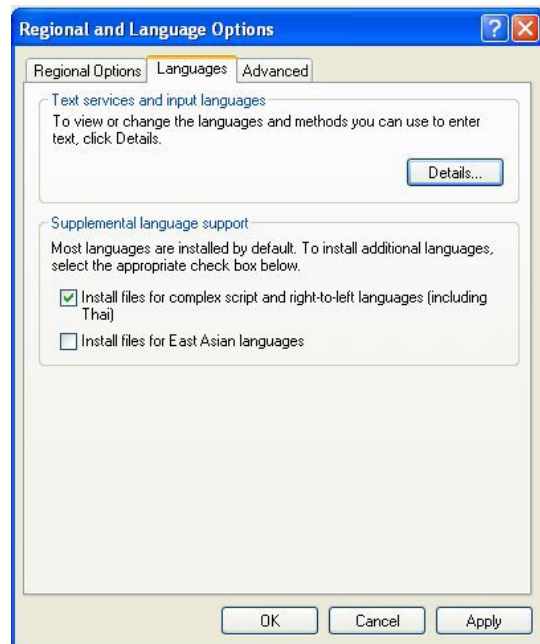 Regional and Language Options
Regional Options Languages Advanced
Text services and input languages
To view or change the languages and methods you can use to enter
text, click Details.
Details...
Supplemental language support
Most languages are installed by default. To install additional languages,
select the appropriate check box below.
Install files for complex script and right-to-left languages (including
Thai)
Install files for East Asian languages
OK Cancel Apply